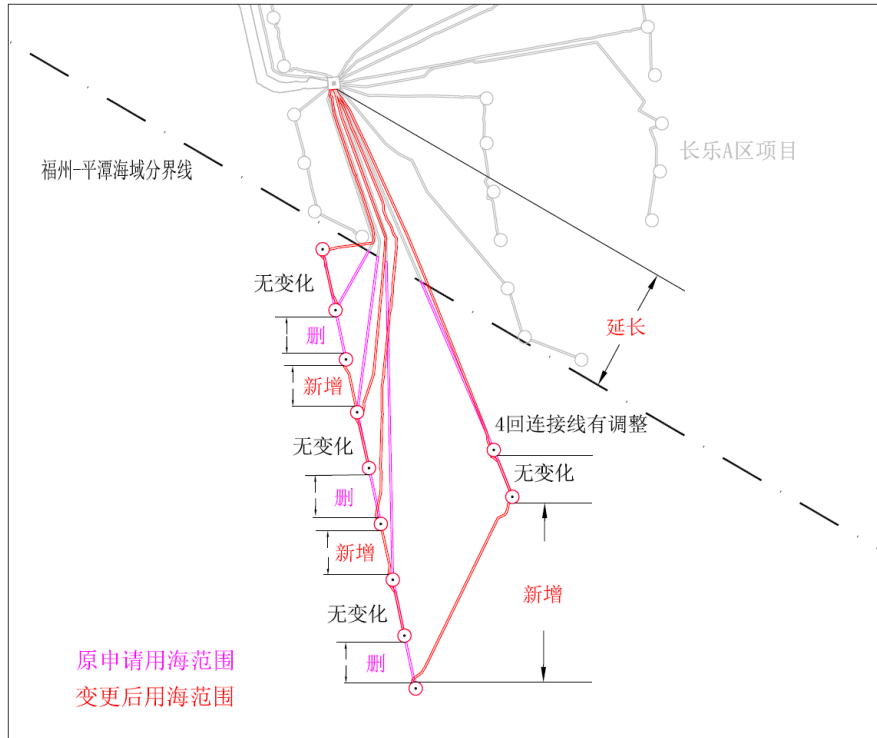 长乐A区项目
福州-平潭海域分界线
无变化
删
延长
新增
4回连接线有调整
无变化
无变化
删
新增
新增
无变化
删
原申请用海范围
变更后用海范围